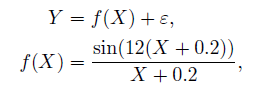 Y = f(X) + ε,
f(X) = sin(12(X + 0.2)) / X + 0.2,